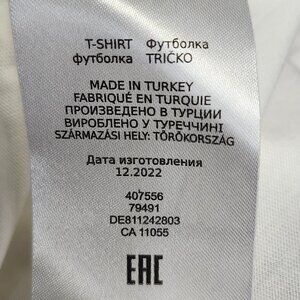 T-SHIRT Футболка
футболка TRIČKO
MADE IN TURKEY
FABRIQUÉ EN TURQUIE
ПРОИЗВЕДЕНО В ТУРЦИИ
ВИРОБЛЕНО У ТУРЕЧЧИНІ
SZÁRMAZÁSI HELY: TÖRÖKORSZÁG
Дата изготовления
12.2022
407556
79491
DE811242803
CA 11055
EAC